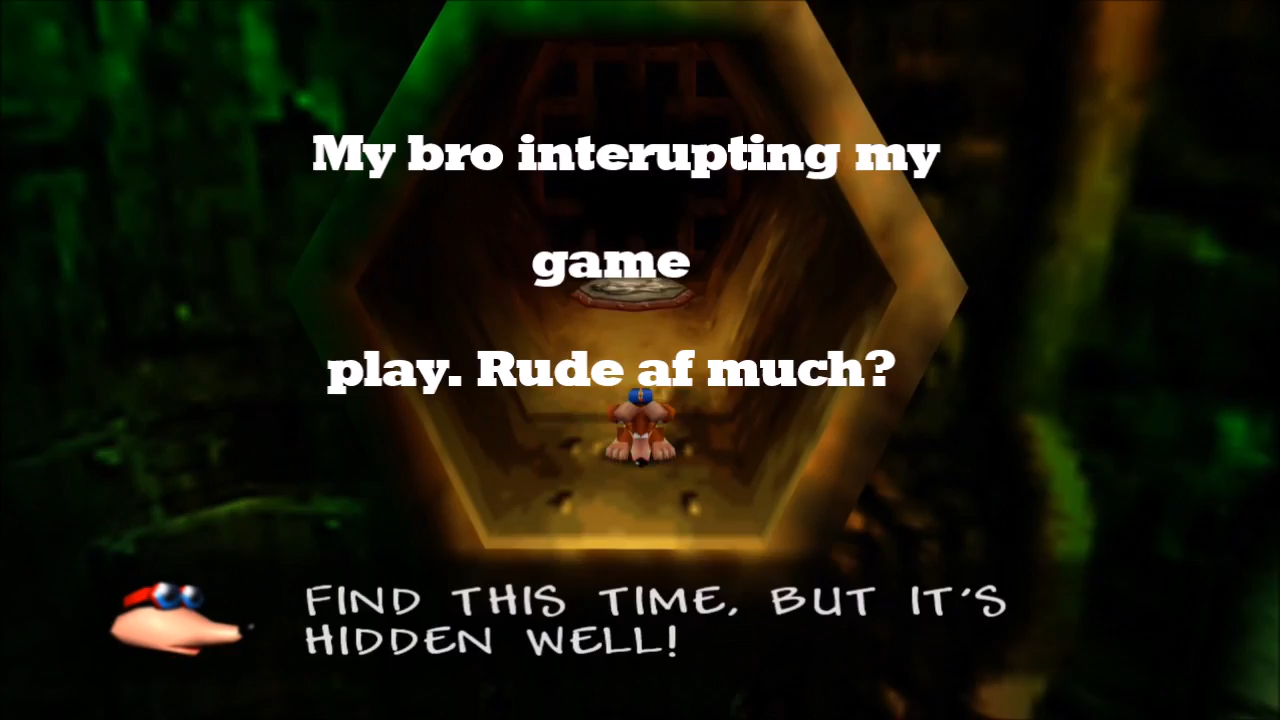 My bro interupting my
game
play. Rude af much?
FIND THIS TIME, BUT IT'S
HIDDEN WELL!